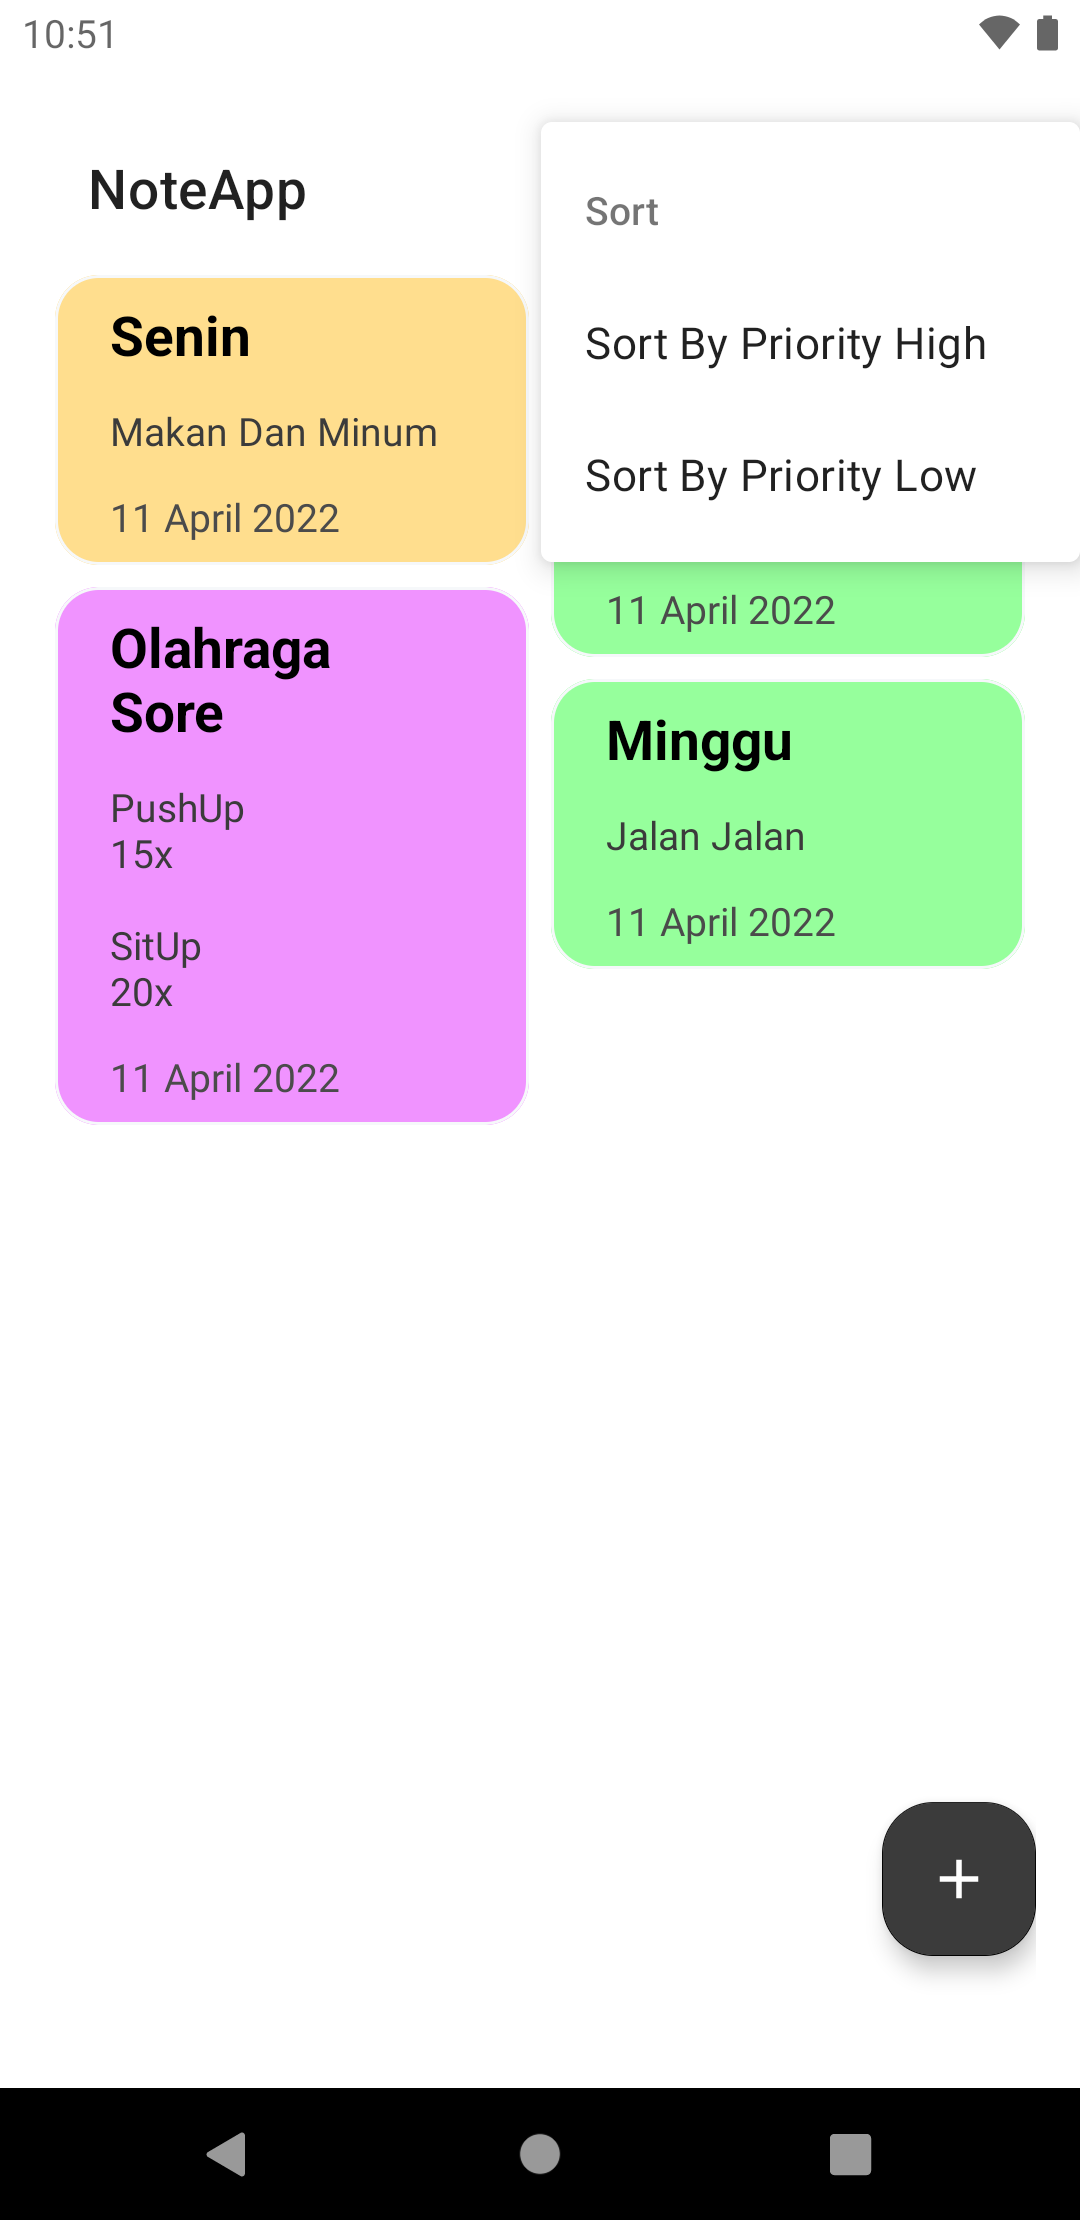 10:51
NoteApp
Sort
Sort By Priority High
Sort By Priority Low
Senin
Makan Dan Minum
11 April 2022
Olahraga
Sore
PushUp
15x
SitUp
20x
11 April 2022
11 April 2022
Minggu
Jalan Jalan
11 April 2022